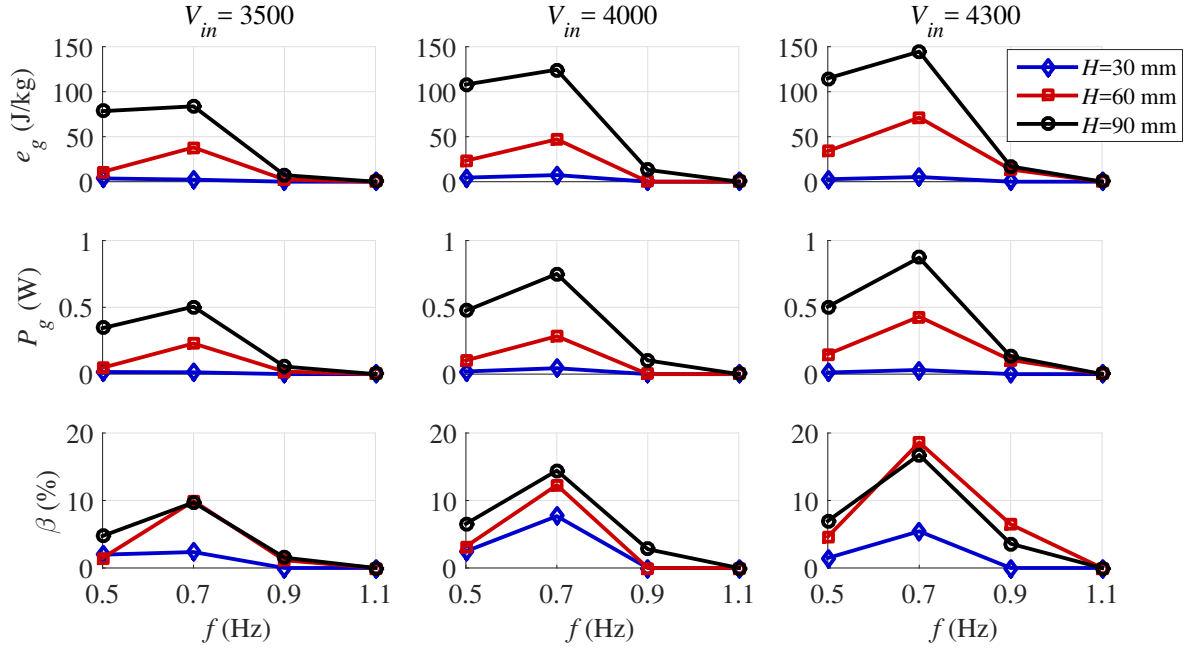 V_in = 3500
V_in = 4000
V_in = 4300
e_g (J/kg)
150
100
50
0
150
100
50
0
150
100
50
0
H=30 mm
H=60 mm
H=90 mm
P_g (W)
1
0.5
0
1
0.5
0
1
0.5
0
β (%)
20
10
0
20
10
0
20
10
0
0.5 0.7 0.9 1.1
0.5 0.7 0.9 1.1
0.5 0.7 0.9 1.1
f (Hz)
f (Hz)
f (Hz)